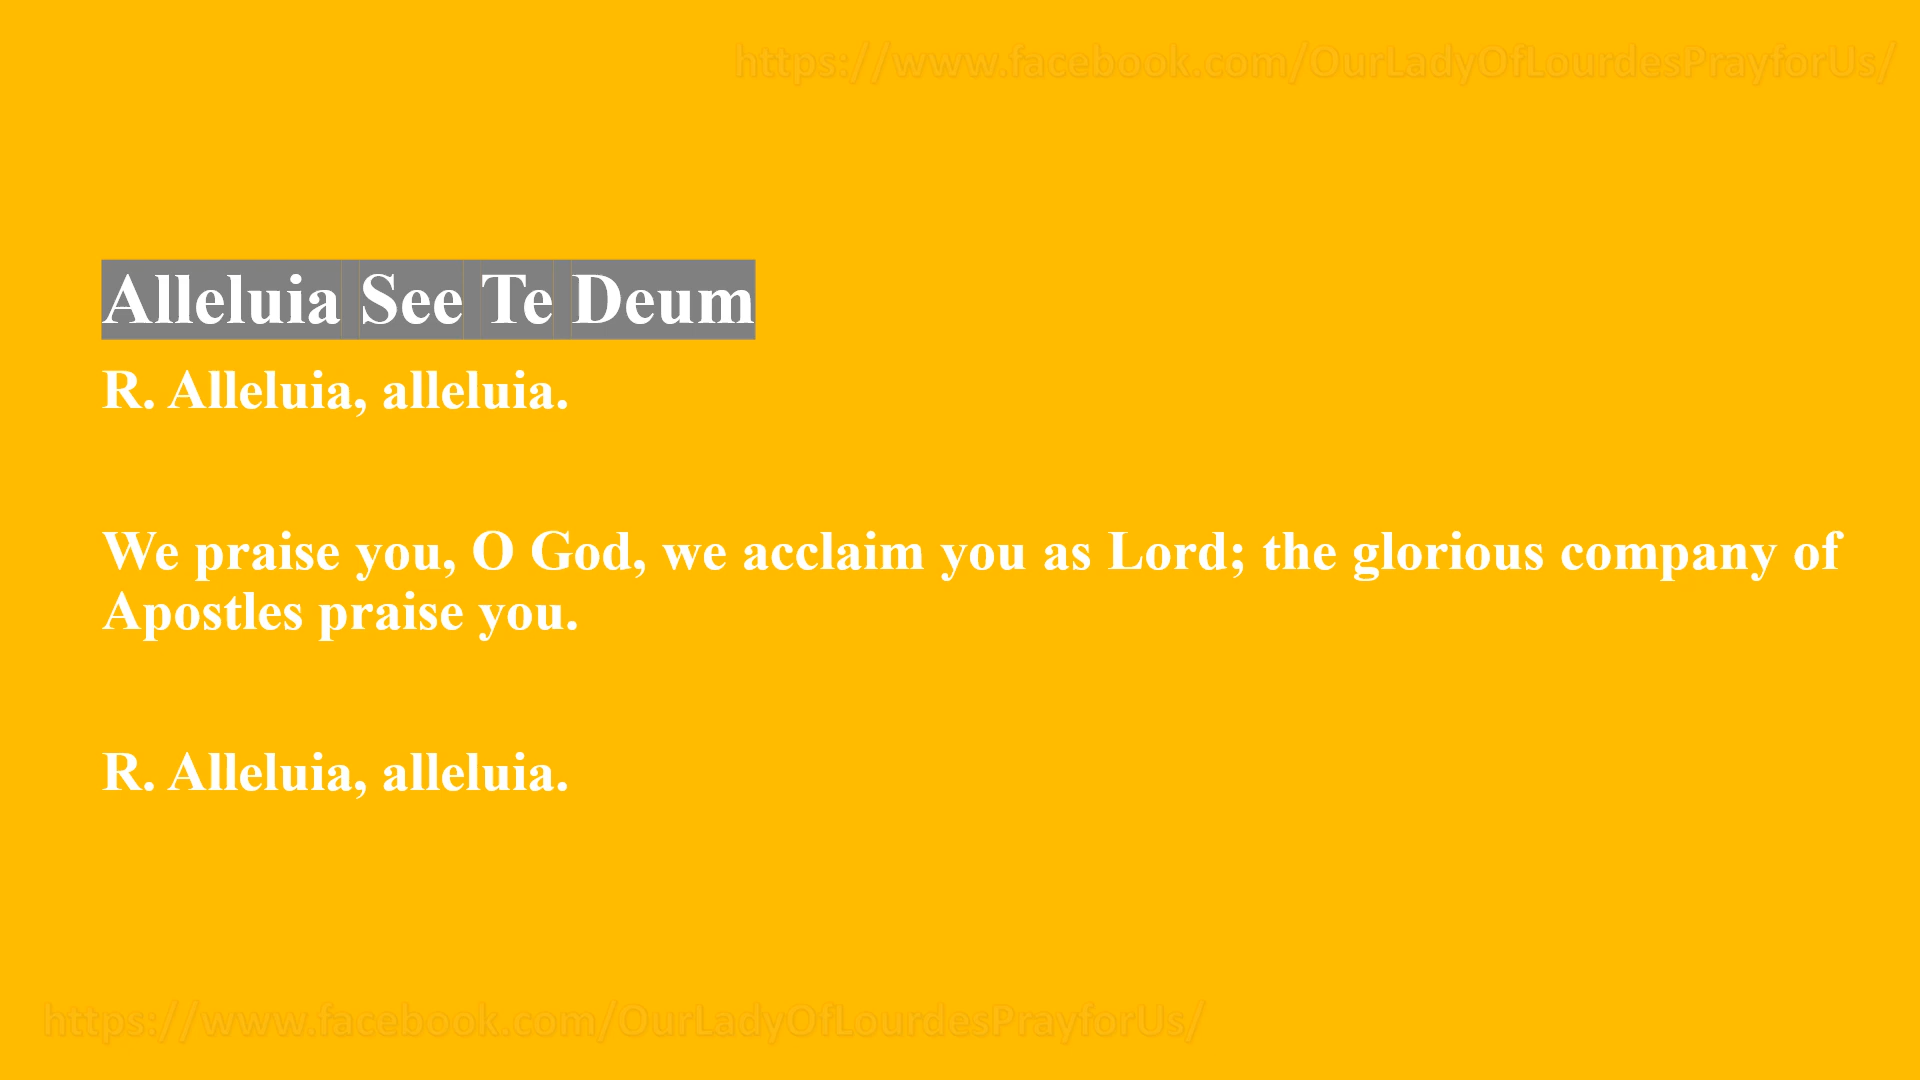 https://www.facebook.com/OurLadyOfLourdesPrayforUs/
Alleluia See Te Deum
R. Alleluia, alleluia.
We praise you, O God, we acclaim you as Lord; the glorious company of
Apostles praise you.
R. Alleluia, alleluia.
https://www.facebook.com/OurLadyOfLourdesPrayforUs/